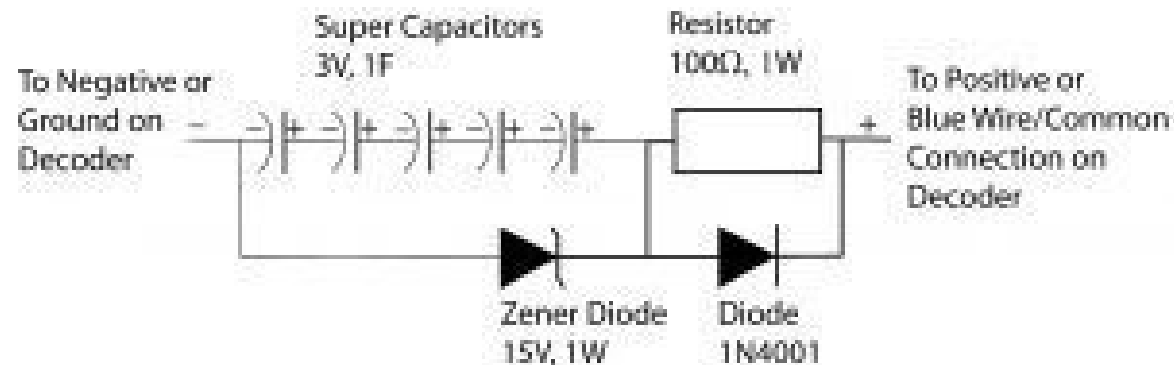 Super Capacitors
3V, 1F
Resistor
100Ω, 1W
To Negative or
Ground on
Decoder
To Positive or
Blue Wire/Common
Connection on
Decoder
− − + − + − + − + − + +
Zener Diode
15V, 1W
Diode
1N4001